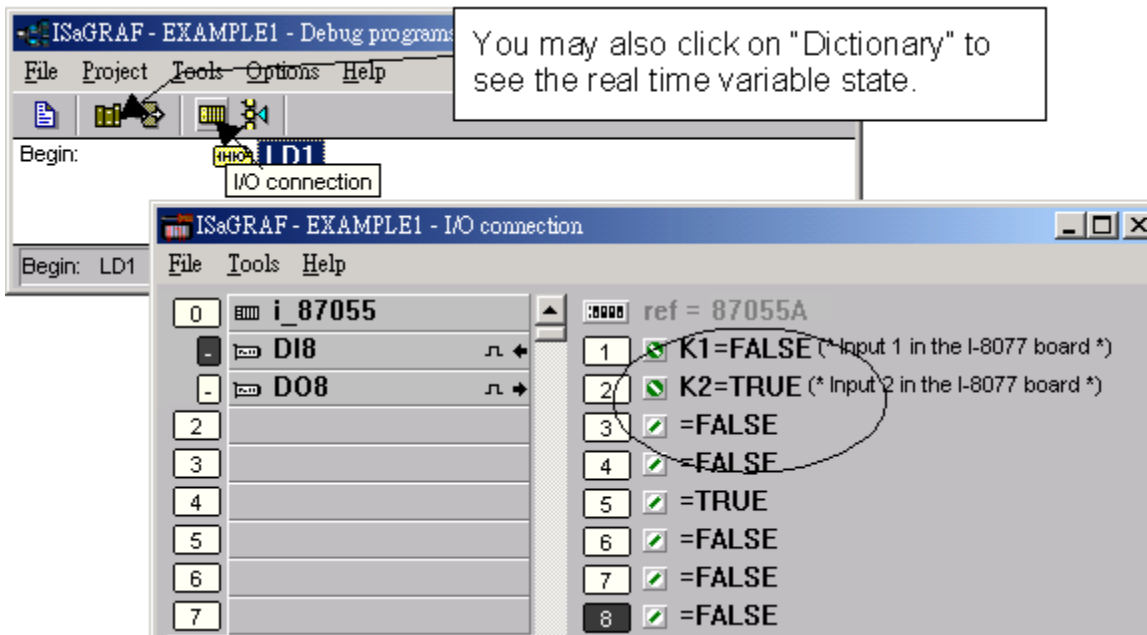 ISaGRAF - EXAMPLE1 - Debug programs
You may also click on "Dictionary" to
see the real time variable state.
File Project Tools Options Help
Begin: LD1
I/O connection
ISaGRAF - EXAMPLE1 - I/O connection
Begin: LD1
File Tools Help
0 i_87055
- DI8
- DO8
2
3
4
5
6
7
ref = 87055A
1 K1=FALSE (* Input 1 in the I-8077 board *)
2 K2=TRUE (* Input 2 in the I-8077 board *)
3 =FALSE
4 =FALSE
5 =TRUE
6 =FALSE
7 =FALSE
8 =FALSE